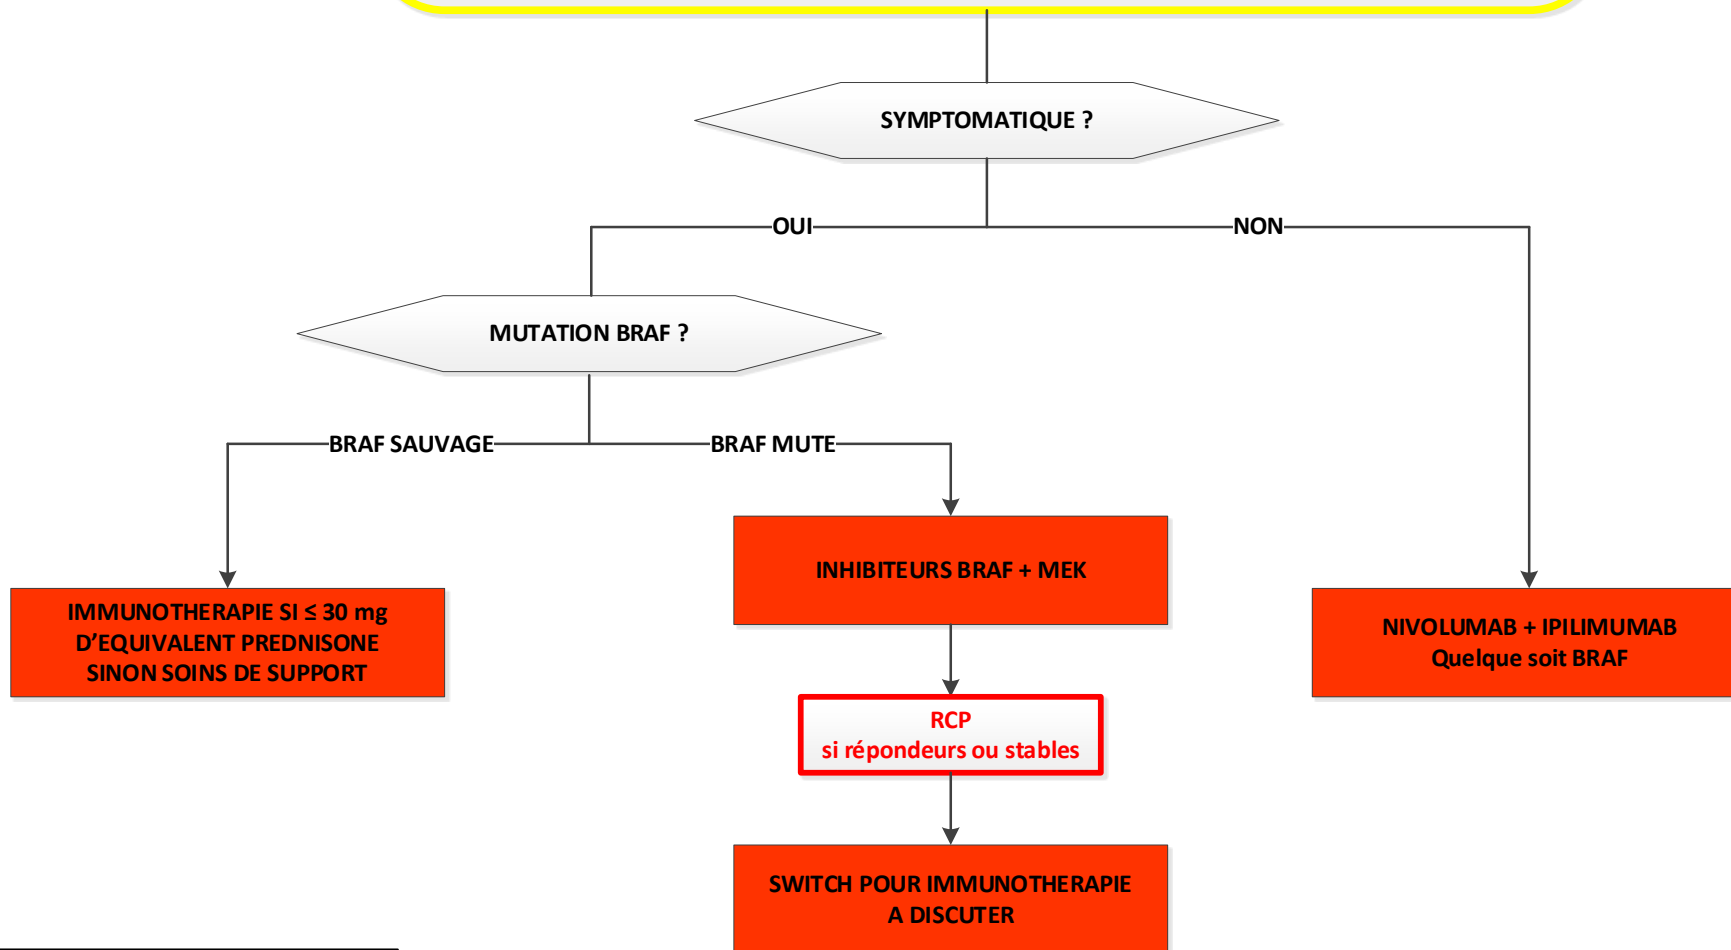 SYMPTOMATIQUE ?
OUI
NON
MUTATION BRAF ?
BRAF SAUVAGE
BRAF MUTE
IMMUNOTHERAPIE SI ≤ 30 mg
D’EQUIVALENT PREDNISONE
SINON SOINS DE SUPPORT
INHIBITEURS BRAF + MEK
NIVOLUMAB + IPILIMUMAB
Quelque soit BRAF
RCP
si répondeurs ou stables
SWITCH POUR IMMUNOTHERAPIE
A DISCUTER